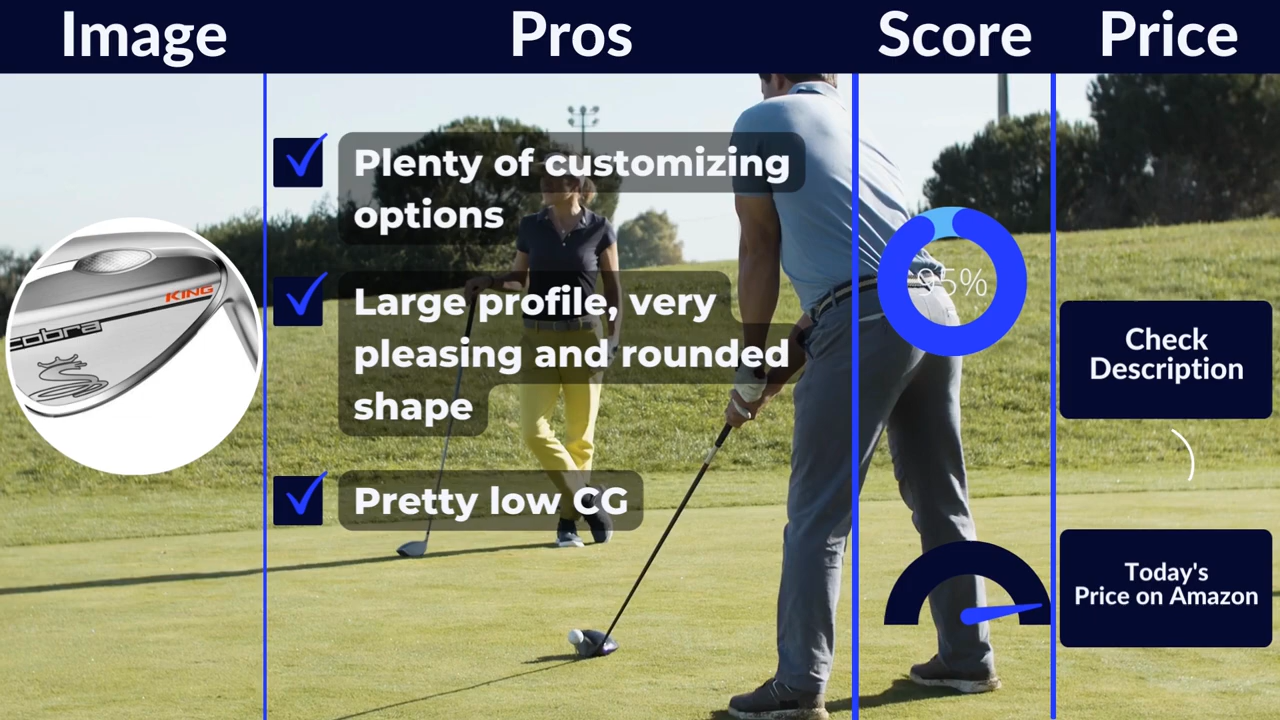 Image
Pros
Score
Price
Plenty of customizing
options
Large profile, very
pleasing and rounded
shape
Pretty low CG
KING
cobra
95%
Check
Description
Today's
Price on Amazon